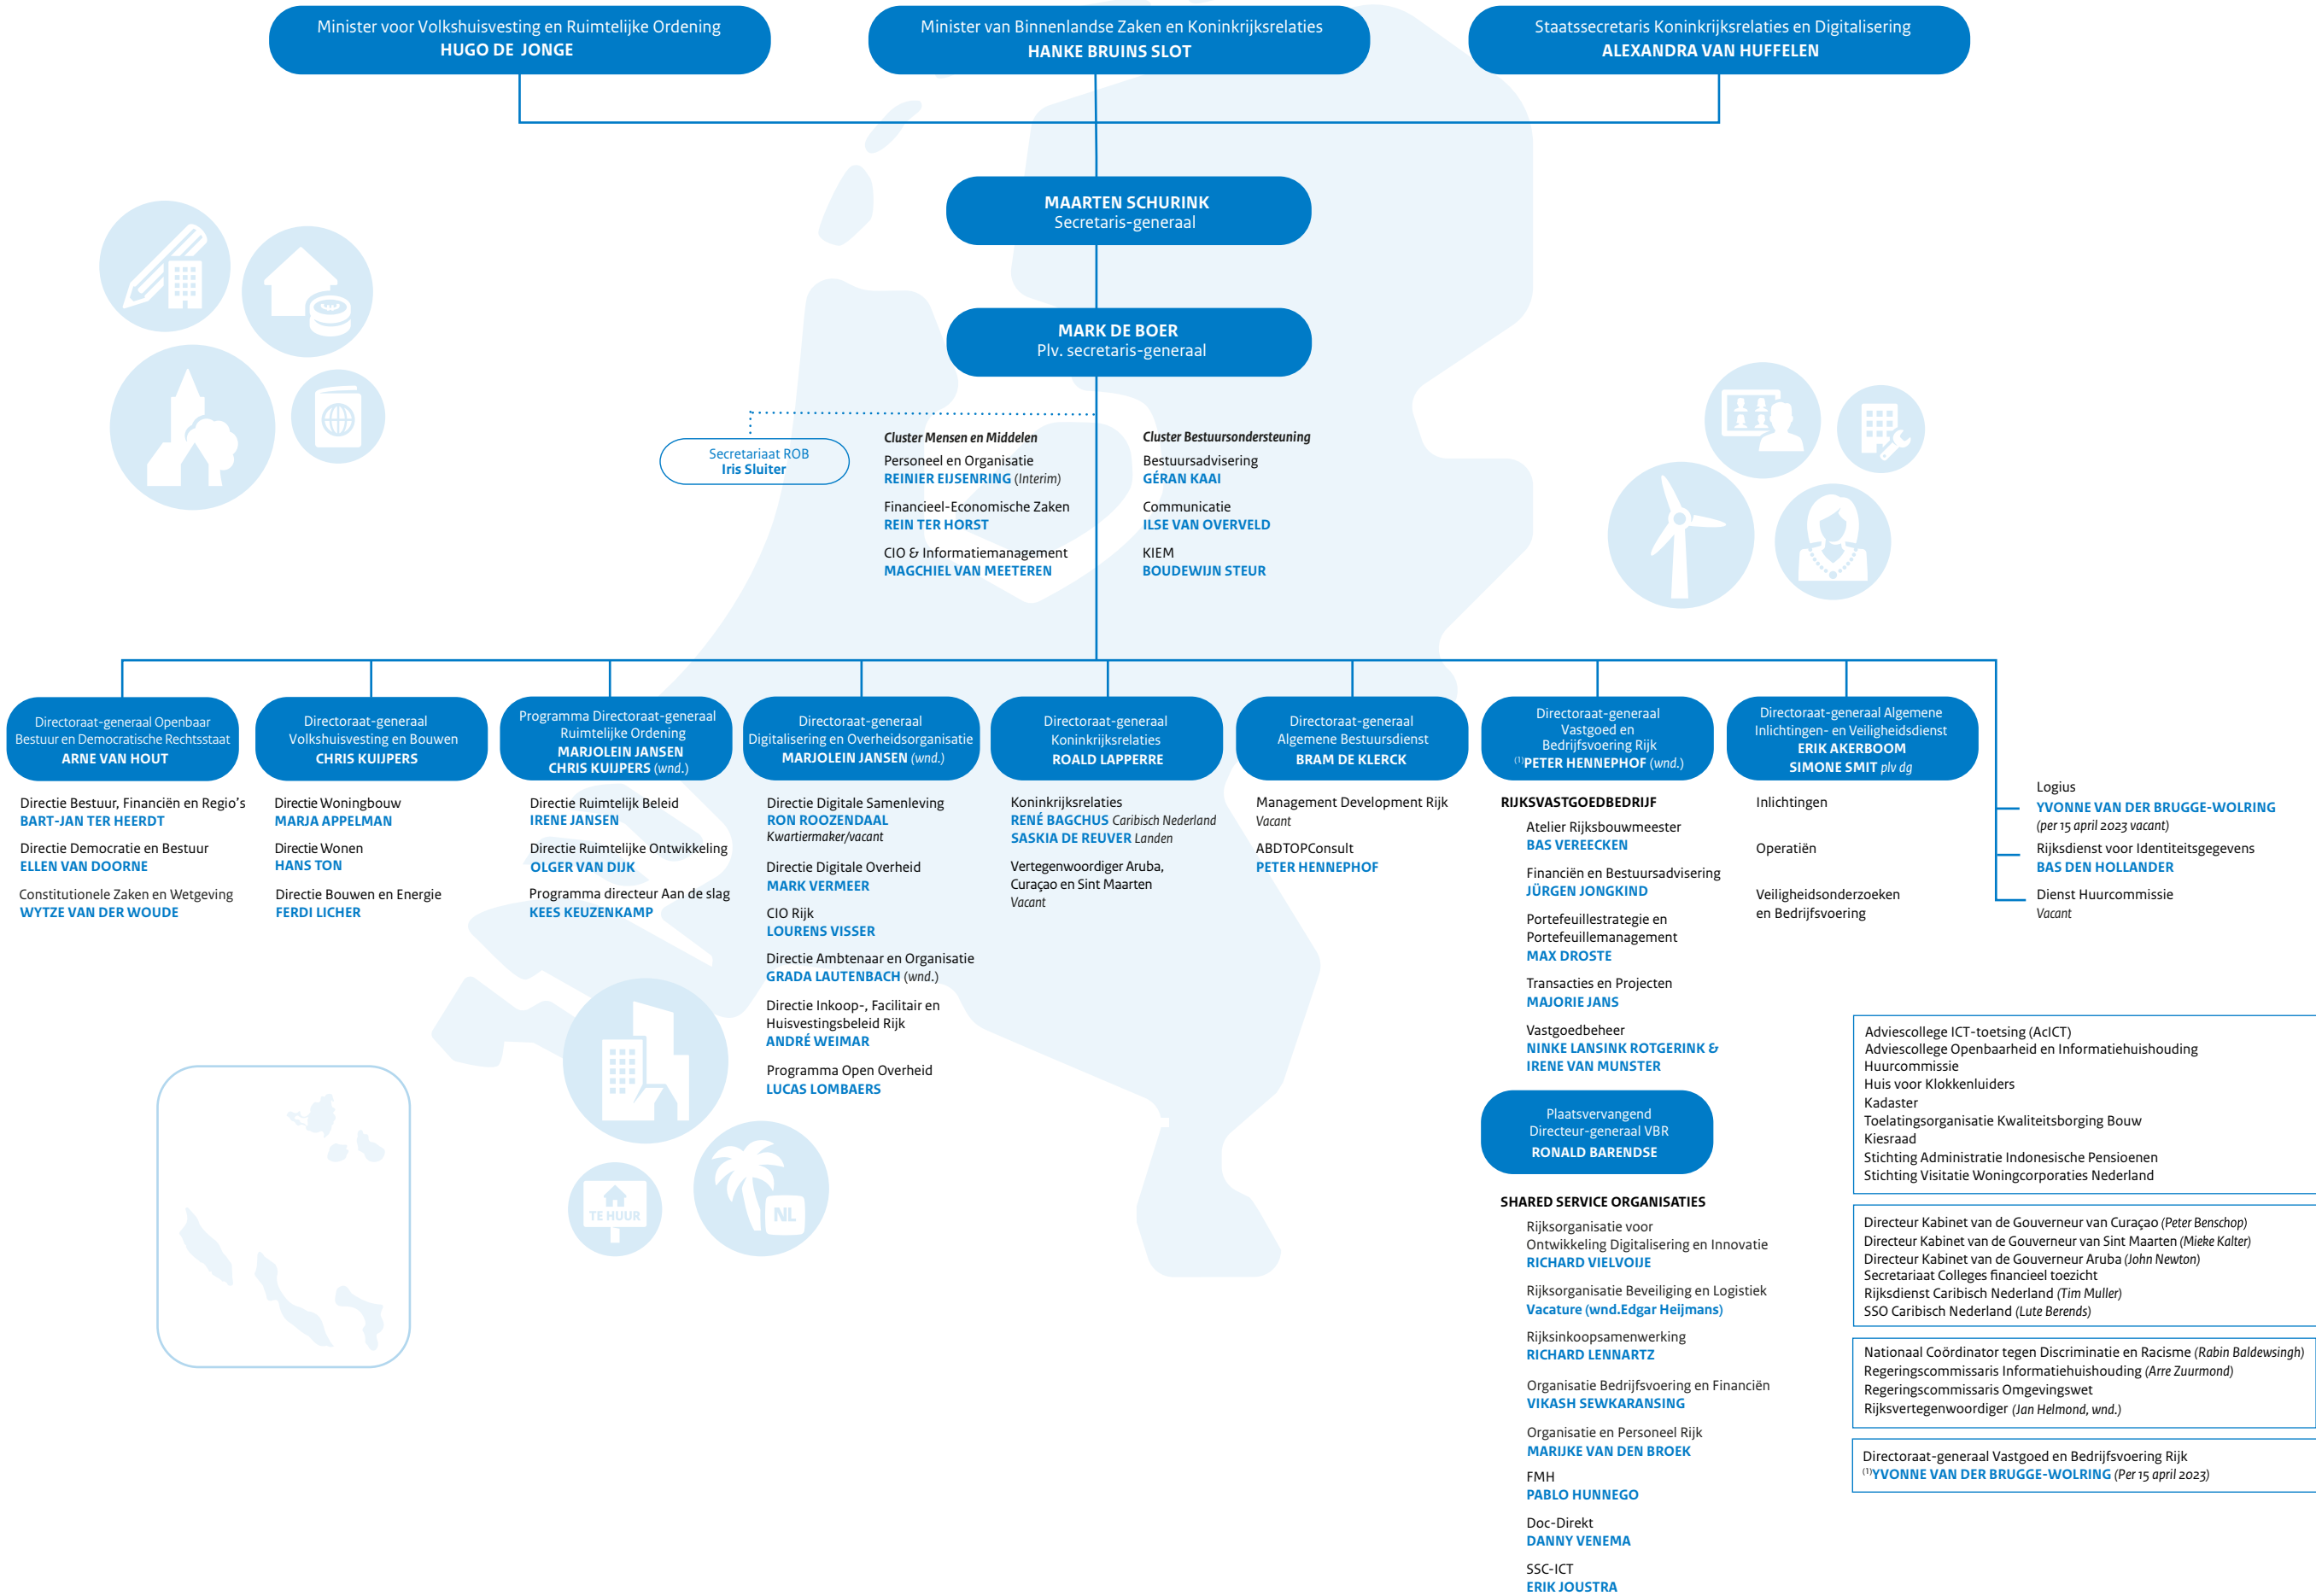 Minister voor Volkshuisvesting en Ruimtelijke Ordening
HUGO DE JONGE
Minister van Binnenlandse Zaken en Koninkrijksrelaties
HANKE BRUINS SLOT
Staatssecretaris Koninkrijksrelaties en Digitalisering
ALEXANDRA VAN HUFFELEN
MAARTEN SCHURINK
Secretaris-generaal
MARK DE BOER
Plv. secretaris-generaal
Secretariaat ROB
Iris Sluiter
Cluster Mensen en Middelen
Personeel en Organisatie
REINIER EIJSENRING (Interim)
Financieel-Economische Zaken
REIN TER HORST
CIO & Informatiemanagement
MAGCHIEL VAN MEETEREN
Cluster Bestuursondersteuning
Bestuursadvisering
GÉRAN KAAI
Communicatie
ILSE VAN OVERVELD
KIEM
BOUDEWIJN STEUR
Directoraat-generaal Openbaar
Bestuur en Democratische Rechtsstaat
ARNE VAN HOUT
Directie Bestuur, Financiën en Regio's
BART-JAN TER HEERDT
Directie Democratie en Bestuur
ELLEN VAN DOORNE
Constitutionele Zaken en Wetgeving
WYTZE VAN DER WOUDE
Directoraat-generaal
Volkshuisvesting en Bouwen
CHRIS KUIJPERS
Directie Woningbouw
MARJA APPELMAN
Directie Wonen
HANS TON
Directie Bouwen en Energie
FERDI LICHER
Programma Directoraat-generaal
Ruimtelijke Ordening
MARJOLEIN JANSEN
CHRIS KUIJPERS (wnd.)
Directie Ruimtelijk Beleid
IRENE JANSEN
Directie Ruimtelijke Ontwikkeling
OLGER VAN DIJK
Programma directeur Aan de slag
KEES KEUZENKAMP
Directoraat-generaal
Digitalisering en Overheidsorganisatie
MARJOLEIN JANSEN (wnd.)
Directie Digitale Samenleving
RON ROOZENDAAL
Kwartiermaker/vacant
Directie Digitale Overheid
MARK VERMEER
CIO Rijk
LOURENS VISSER
Directie Ambtenaar en Organisatie
GRADA LAUTENBACH (wnd.)
Directie Inkoop-, Facilitair en
Huisvestingsbeleid Rijk
ANDRÉ WEIMAR
Programma Open Overheid
LUCAS LOMBAERS
Directoraat-generaal
Koninkrijksrelaties
ROALD LAPPERRE
Koninkrijksrelaties
RENÉ BAGCHUS Caribisch Nederland
SASKIA DE REUVER Landen
Vertegenwoordiger Aruba,
Curaçao en Sint Maarten
Vacant
Directoraat-generaal
Algemene Bestuursdienst
BRAM DE KLERCK
Management Development Rijk
Vacant
ABDTOPConsult
PETER HENNEPHOF
Directoraat-generaal
Vastgoed en
Bedrijfsvoering Rijk
(1)PETER HENNEPHOF (wnd.)
RIJKSVASTGOEDBEDRIJF
Atelier Rijksbouwmeester
BAS VEREECKEN
Financiën en Bestuursadvisering
JÜRGEN JONGKIND
Portefeuillestrategie en
Portefeuillemanagement
MAX DROSTE
Transacties en Projecten
MAJORIE JANS
Vastgoedbeheer
NINKE LANSINK ROTGERINK &
IRENE VAN MUNSTER
Plaatsvervangend
Directeur-generaal VBR
RONALD BARENDSE
SHARED SERVICE ORGANISATIES
Rijksorganisatie voor
Ontwikkeling Digitalisering en Innovatie
RICHARD VIELVOIJE
Rijksorganisatie Beveiliging en Logistiek
Vacature (wnd.Edgar Heijmans)
Rijksinkoopsamenwerking
RICHARD LENNARTZ
Organisatie Bedrijfsvoering en Financiën
VIKASH SEWKARANSING
Organisatie en Personeel Rijk
MARIJKE VAN DEN BROEK
FMH
PABLO HUNNEGO
Doc-Direkt
DANNY VENEMA
SSC-ICT
ERIK JOUSTRA
Directoraat-generaal Algemene
Inlichtingen- en Veiligheidsdienst
ERIK AKERBOOM
SIMONE SMIT plv dg
Inlichtingen
Operatiën
Veiligheidsonderzoeken
en Bedrijfsvoering
Logius
YVONNE VAN DER BRUGGE-WOLRING
(per 15 april 2023 vacant)
Rijksdienst voor Identiteitsgegevens
BAS DEN HOLLANDER
Dienst Huurcommissie
Vacant
Adviescollege ICT-toetsing (AcICT)
Adviescollege Openbaarheid en Informatiehuishouding
Huurcommissie
Huis voor Klokkenluiders
Kadaster
Toelatingsorganisatie Kwaliteitsborging Bouw
Kiesraad
Stichting Administratie Indonesische Pensioenen
Stichting Visitatie Woningcorporaties Nederland
Directeur Kabinet van de Gouverneur van Curaçao (Peter Benschop)
Directeur Kabinet van de Gouverneur van Sint Maarten (Mieke Kalter)
Directeur Kabinet van de Gouverneur Aruba (John Newton)
Secretariaat Colleges financieel toezicht
Rijksdienst Caribisch Nederland (Tim Muller)
SSO Caribisch Nederland (Lute Berends)
Nationaal Coördinator tegen Discriminatie en Racisme (Rabin Baldewsingh)
Regeringscommissaris Informatiehuishouding (Arre Zuurmond)
Regeringscommissaris Omgevingswet
Rijksvertegenwoordiger (Jan Helmond, wnd.)
Directoraat-generaal Vastgoed en Bedrijfsvoering Rijk
(1)YVONNE VAN DER BRUGGE-WOLRING (Per 15 april 2023)
TE HUUR
NL